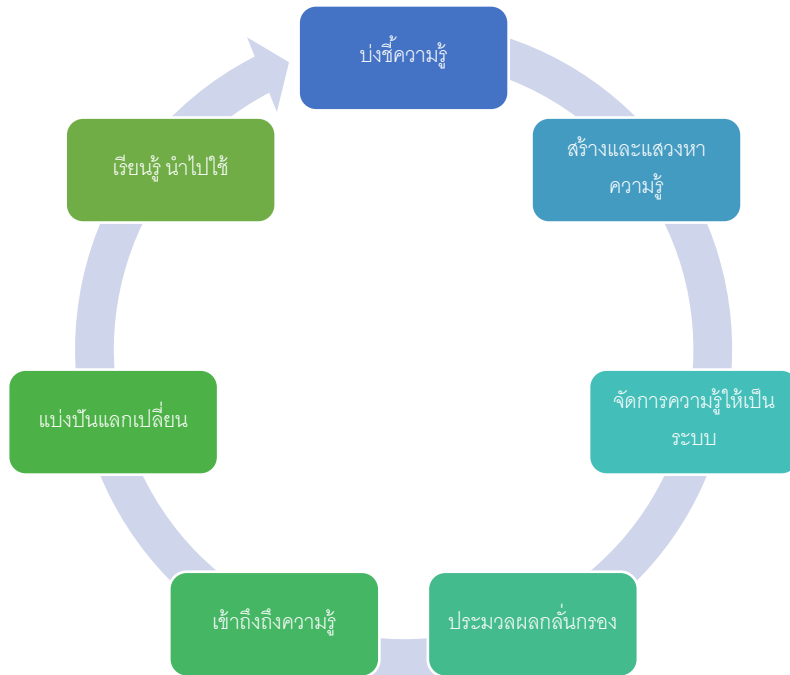 บ่งชี้ความรู้
สร้างและแสวงหา
ความรู้
จัดการความรู้ให้เป็น
ระบบ
ประมวลผลกลั่นกรอง
เข้าถึงถึงความรู้
แบ่งปันแลกเปลี่ยน
เรียนรู้ นำไปใช้